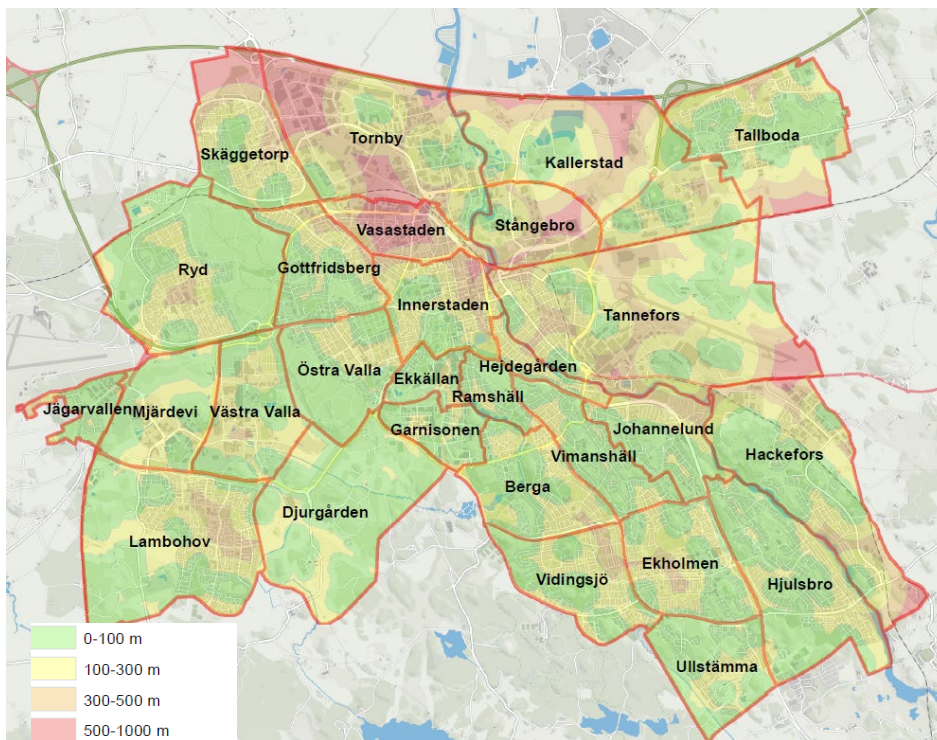 Tallboda
Tornby
Skäggetorp
Kallerstad
Stångebro
Vasastaden
Ryd
Gottfridsberg
Innerstaden
Tannefors
Östra Valla
Hejdegården
Ekkällan
Ramshäll
Jägarvallen
Mjärdevi
Västra Valla
Garnisonen
Johannelund
Vimanshäll
Hackefors
Berga
Djurgården
Lambohov
Ekholmen
Vidingsjö
Hjulsbro
Ullstämma
0-100 m
100-300 m
300-500 m
500-1000 m